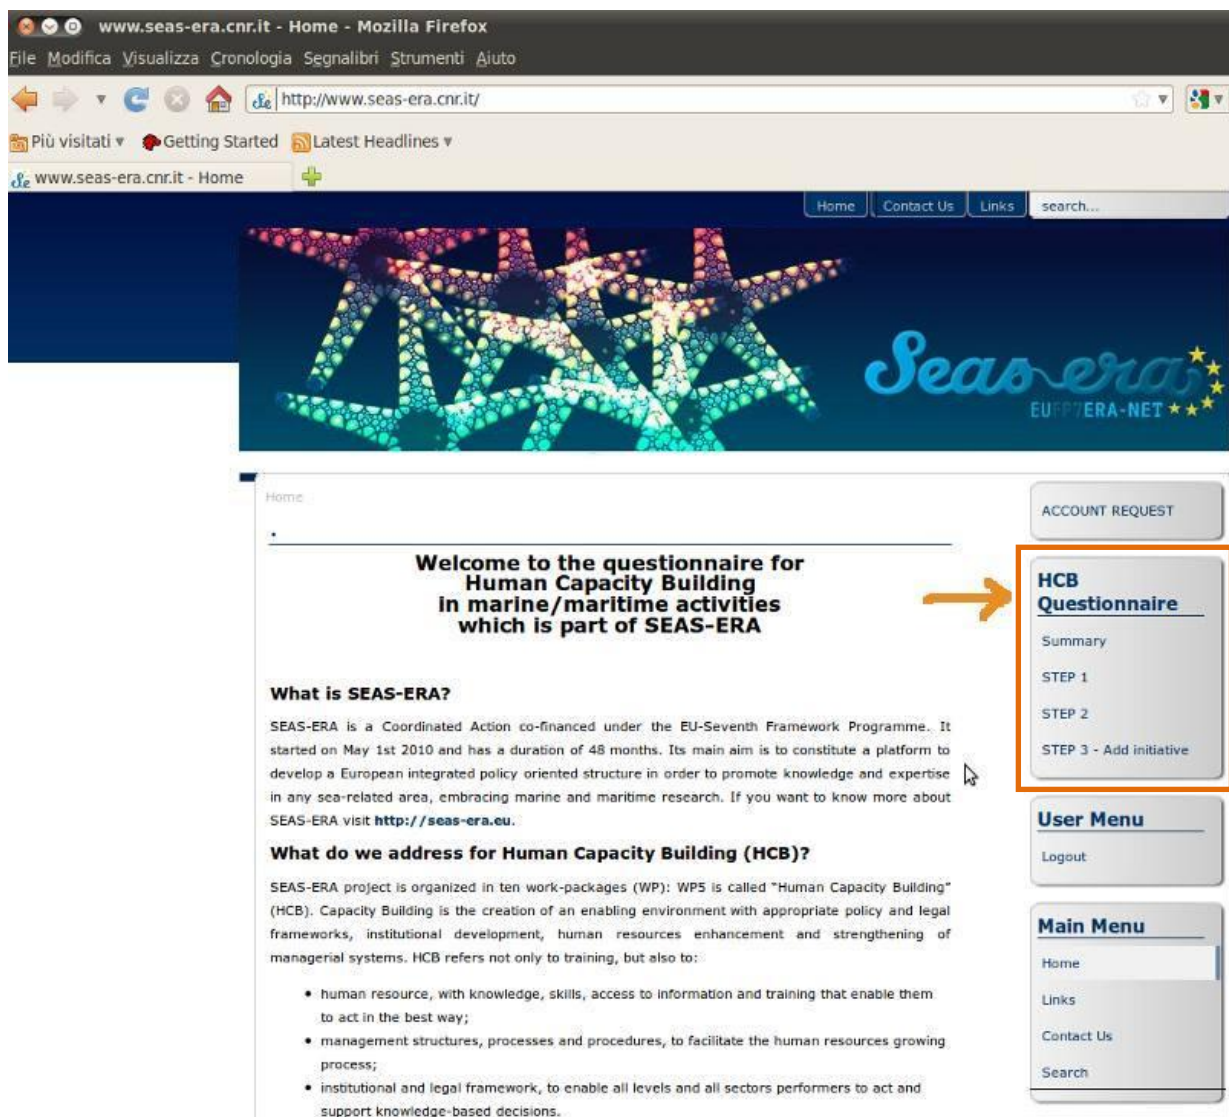 www.seas-era.cnr.it - Home - Mozilla Firefox
File Modifica Visualizza Cronologia Segnalibri Strumenti Aiuto
http://www.seas-era.cnr.it/
Più visitati Getting Started Latest Headlines
www.seas-era.cnr.it - Home
Home Contact Us Links search...
Seas-era
EUFP7ERA-NET
Home
ACCOUNT REQUEST
Welcome to the questionnaire for
Human Capacity Building
in marine/maritime activities
which is part of SEAS-ERA
What is SEAS-ERA?
SEAS-ERA is a Coordinated Action co-financed under the EU-Seventh Framework Programme. It
started on May 1st 2010 and has a duration of 48 months. Its main aim is to constitute a platform to
develop a European integrated policy oriented structure in order to promote knowledge and expertise
in any sea-related area, embracing marine and maritime research. If you want to know more about
SEAS-ERA visit http://seas-era.eu.
What do we address for Human Capacity Building (HCB)?
SEAS-ERA project is organized in ten work-packages (WP): WP5 is called "Human Capacity Building"
(HCB). Capacity Building is the creation of an enabling environment with appropriate policy and legal
frameworks, institutional development, human resources enhancement and strengthening of
managerial systems. HCB refers not only to training, but also to:
• human resource, with knowledge, skills, access to information and training that enable them
to act in the best way;
• management structures, processes and procedures, to facilitate the human resources growing
process;
• institutional and legal framework, to enable all levels and all sectors performers to act and
support knowledge-based decisions.
HCB
Questionnaire
Summary
STEP 1
STEP 2
STEP 3 - Add initiative
User Menu
Logout
Main Menu
Home
Links
Contact Us
Search